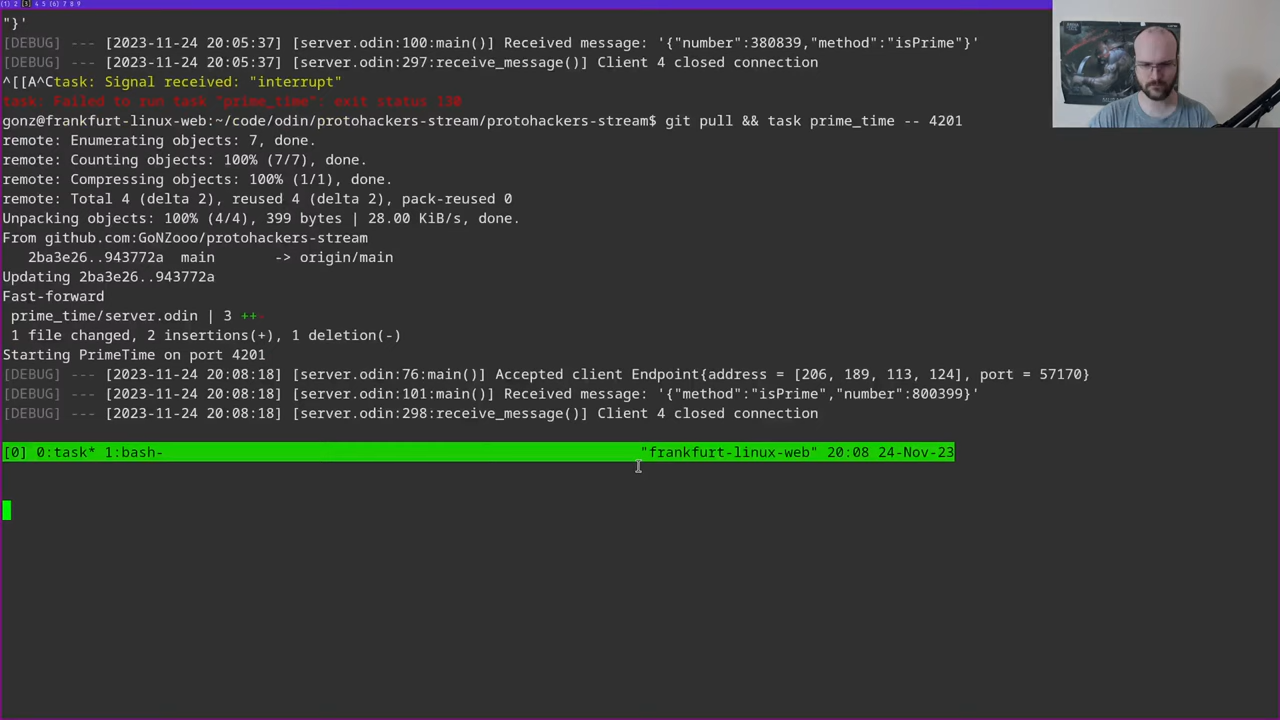 (1) 2 [3] 4 5 (6) 7 8 9
"}'
[DEBUG] --- [2023-11-24 20:05:37] [server.odin:100:main()] Received message: '{"number":380839,"method":"isPrime"}'
[DEBUG] --- [2023-11-24 20:05:37] [server.odin:297:receive_message()] Client 4 closed connection
^[[A^Ctask: Signal received: "interrupt"
task: Failed to run task "prime_time": exit status 130
gonz@frankfurt-linux-web:~/code/odin/protohackers-stream/protohackers-stream$ git pull && task prime_time -- 4201
remote: Enumerating objects: 7, done.
remote: Counting objects: 100% (7/7), done.
remote: Compressing objects: 100% (1/1), done.
remote: Total 4 (delta 2), reused 4 (delta 2), pack-reused 0
Unpacking objects: 100% (4/4), 399 bytes | 28.00 KiB/s, done.
From github.com:GoNZooo/protohackers-stream
2ba3e26..943772a main -> origin/main
Updating 2ba3e26..943772a
Fast-forward
prime_time/server.odin | 3 ++-
1 file changed, 2 insertions(+), 1 deletion(-)
Starting PrimeTime on port 4201
[DEBUG] --- [2023-11-24 20:08:18] [server.odin:76:main()] Accepted client Endpoint{address = [206, 189, 113, 124], port = 57170}
[DEBUG] --- [2023-11-24 20:08:18] [server.odin:101:main()] Received message: '{"method":"isPrime","number":800399}'
[DEBUG] --- [2023-11-24 20:08:18] [server.odin:298:receive_message()] Client 4 closed connection
[0] 0:task* 1:bash- "frankfurt-linux-web" 20:08 24-Nov-23